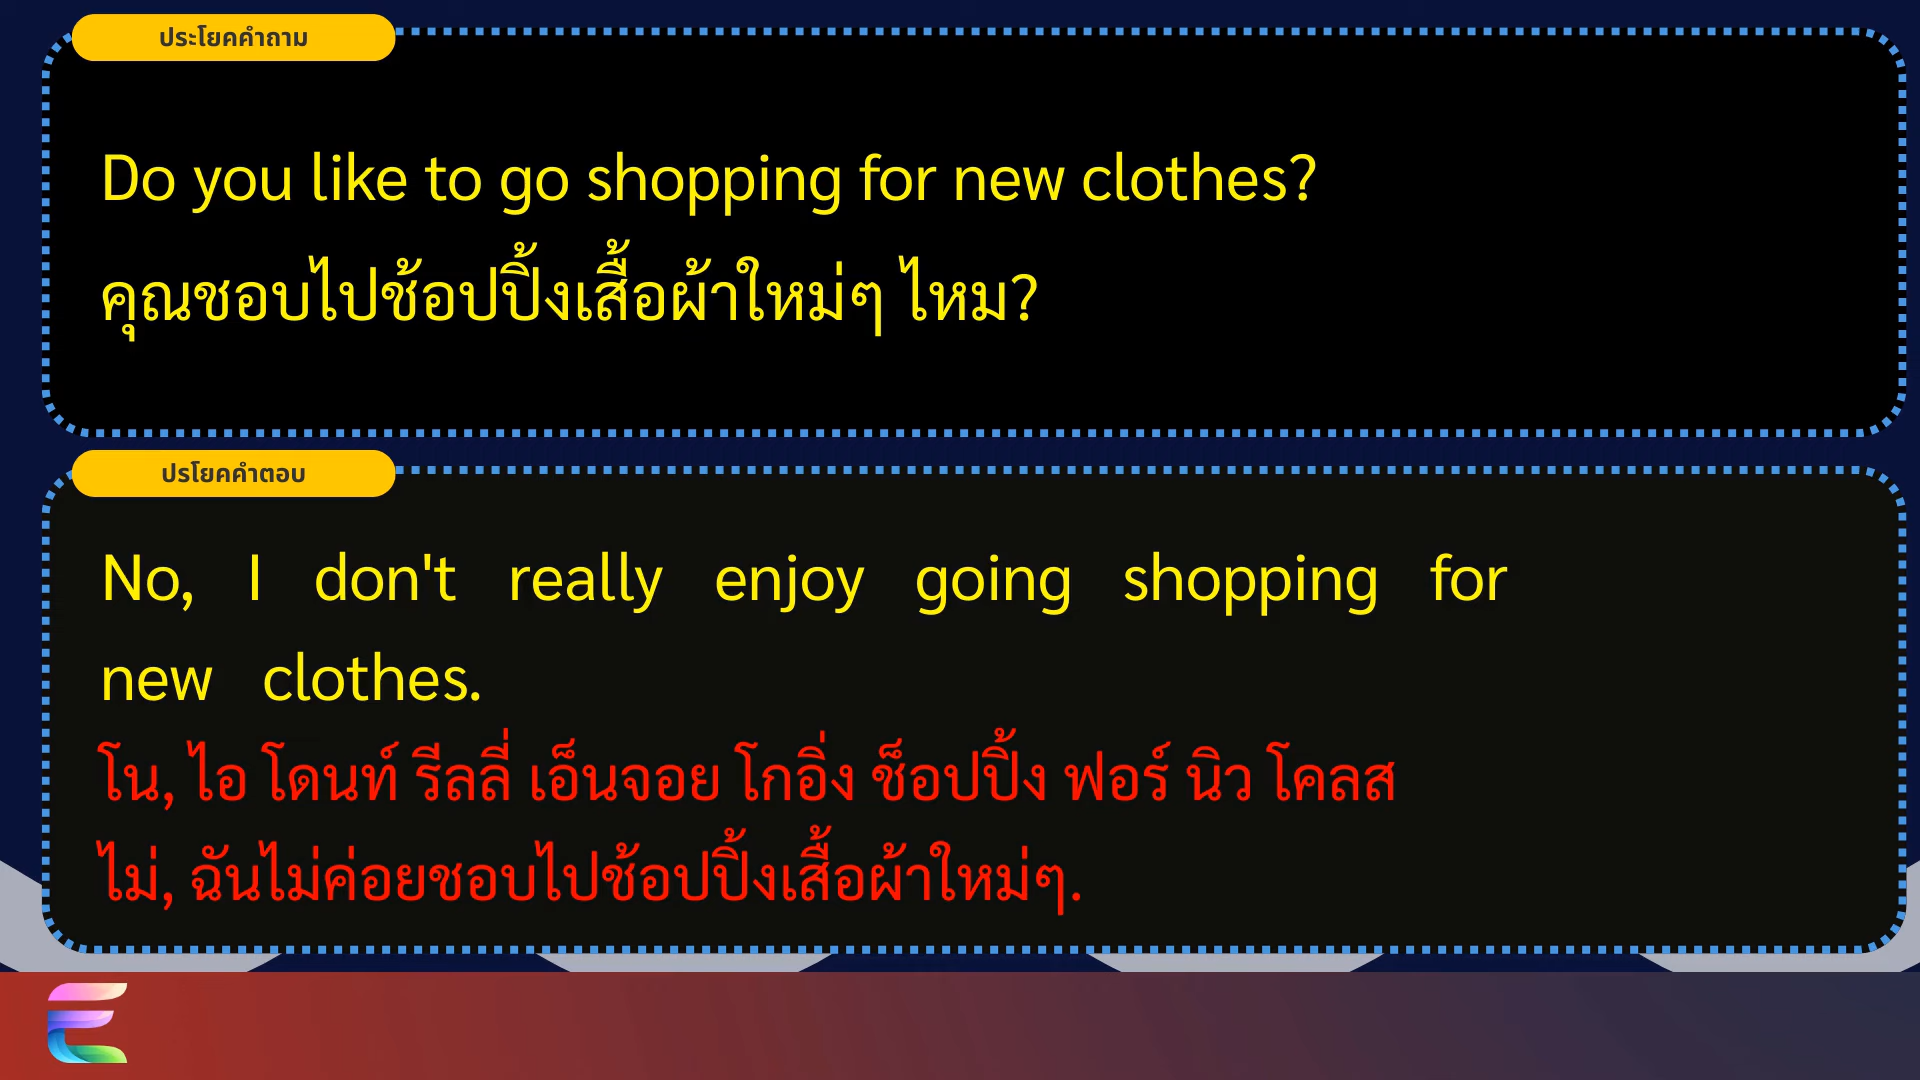 ประโยคคำถาม
Do you like to go shopping for new clothes?
คุณชอบไปช้อปปิ้งเสื้อผ้าใหม่ๆ ไหม?
ปรโยคคำตอบ
No, I don't really enjoy going shopping for
new clothes.
โน, ไอ โดนท์ รีลลี่ เอ็นจอย โกอิ่ง ช็อปปิ้ง ฟอร์ นิว โคลส
ไม่, ฉันไม่ค่อยชอบไปช้อปปิ้งเสื้อผ้าใหม่ๆ.